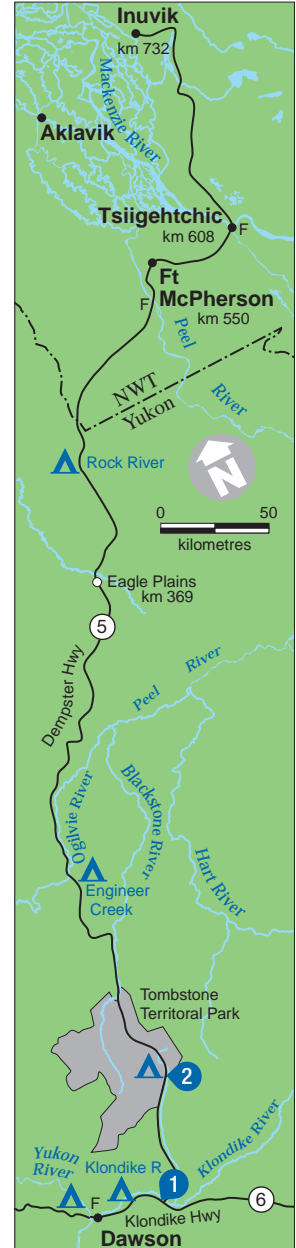 Inuvik
km 732
Mackenzie River
Aklavik
Tsiigehtchic
km 608
F
Ft
McPherson
F
km 550
Peel
River
NWT
Yukon
N
Rock River
0 50
kilometres
Eagle Plains
km 369
5
Dempster Hwy
Peel River
Ogilvie River
Blackstone River
Hart River
Engineer
Creek
Tombstone
Territoral Park
2
Klondike River
1
Yukon
River
Klondike R
F
6
Klondike Hwy
Dawson